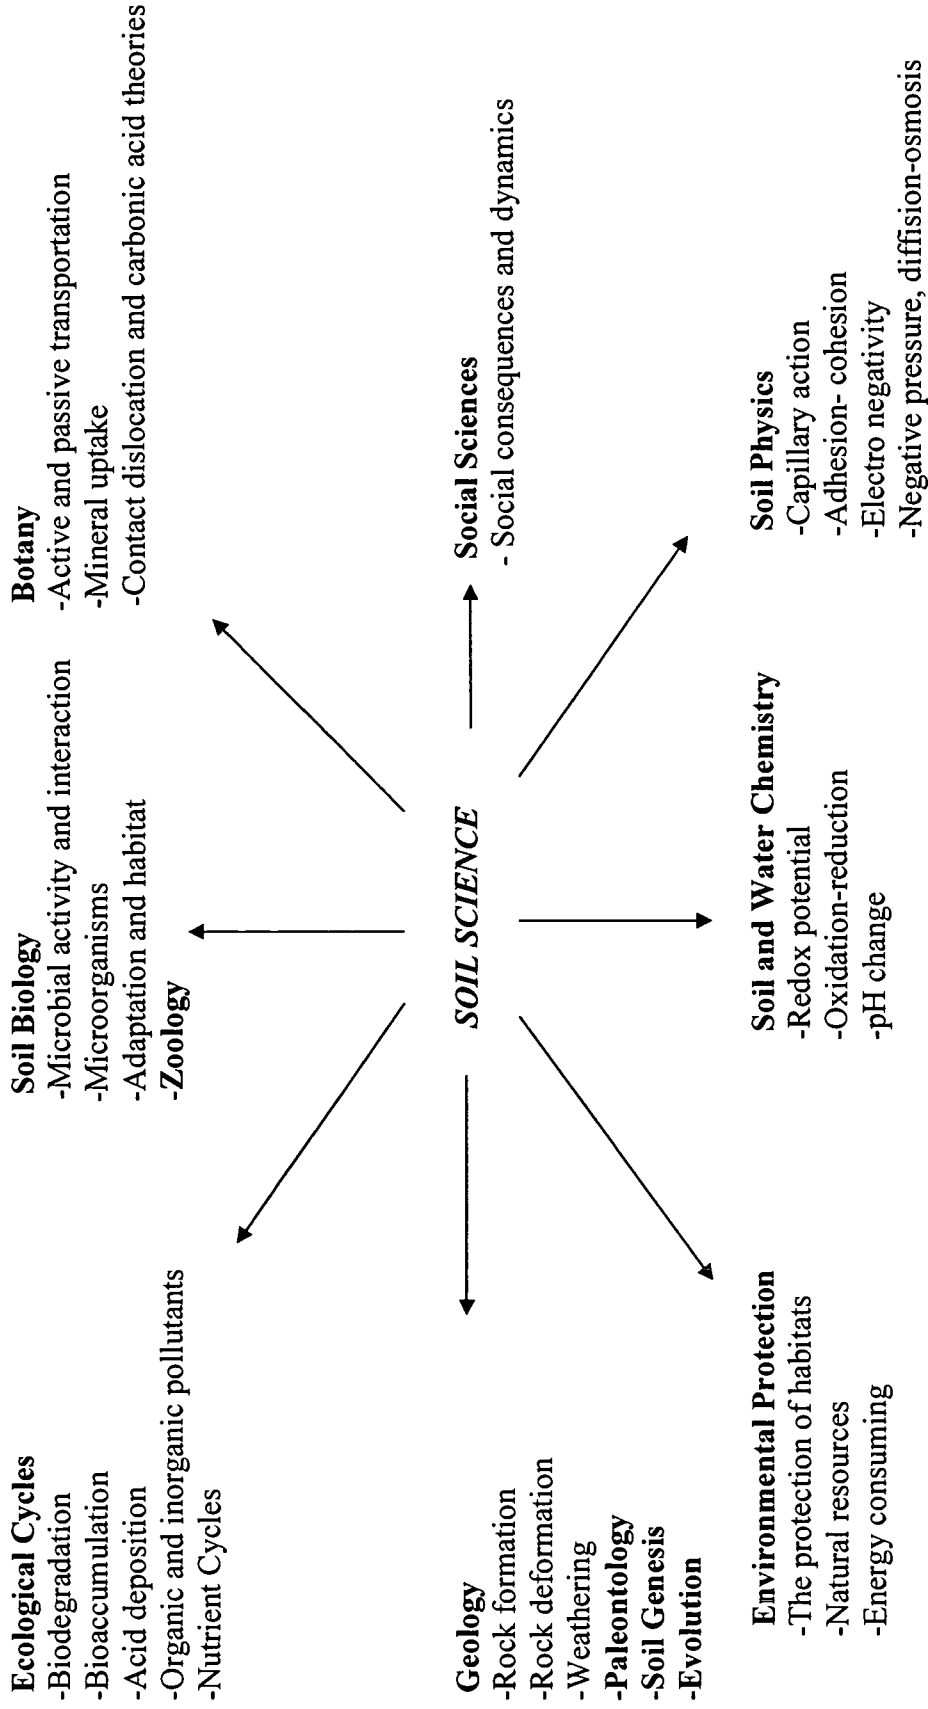 Ecological Cycles
-Biodegradation
-Bioaccumulation
-Acid deposition
-Organic and inorganic pollutants
-Nutrient Cycles
Soil Biology
-Microbial activity and interaction
-Microorganisms
-Adaptation and habitat
-Zoology
Botany
-Active and passive transportation
-Mineral uptake
-Contact dislocation and carbonic acid theories
Geology
-Rock formation
-Rock deformation
-Weathering
-Paleontology
-Soil Genesis
-Evolution
SOIL SCIENCE
Social Sciences
- Social consequences and dynamics
Environmental Protection
-The protection of habitats
-Natural resources
-Energy consuming
Soil and Water Chemistry
-Redox potential
-Oxidation-reduction
-pH change
Soil Physics
-Capillary action
-Adhesion- cohesion
-Electro negativity
-Negative pressure, diffision-osmosis